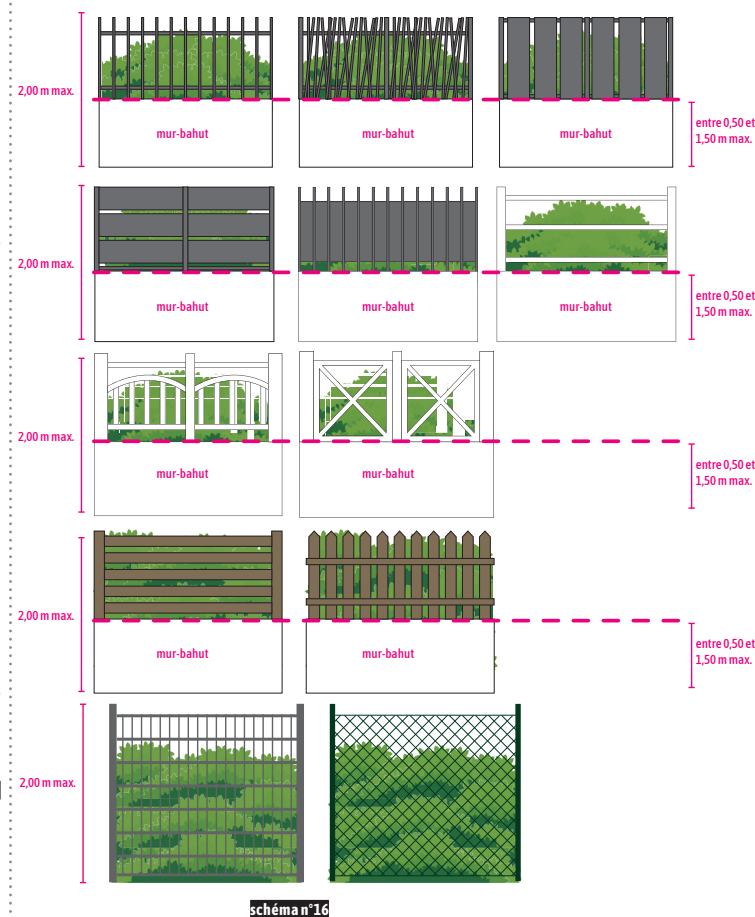 2,00 m max.
mur-bahut
mur-bahut
mur-bahut
entre 0,50 et
1,50 m max.
2,00 m max.
mur-bahut
mur-bahut
mur-bahut
entre 0,50 et
1,50 m max.
2,00 m max.
mur-bahut
mur-bahut
entre 0,50 et
1,50 m max.
2,00 m max.
mur-bahut
mur-bahut
entre 0,50 et
1,50 m max.
2,00 m max.
schéma n°16